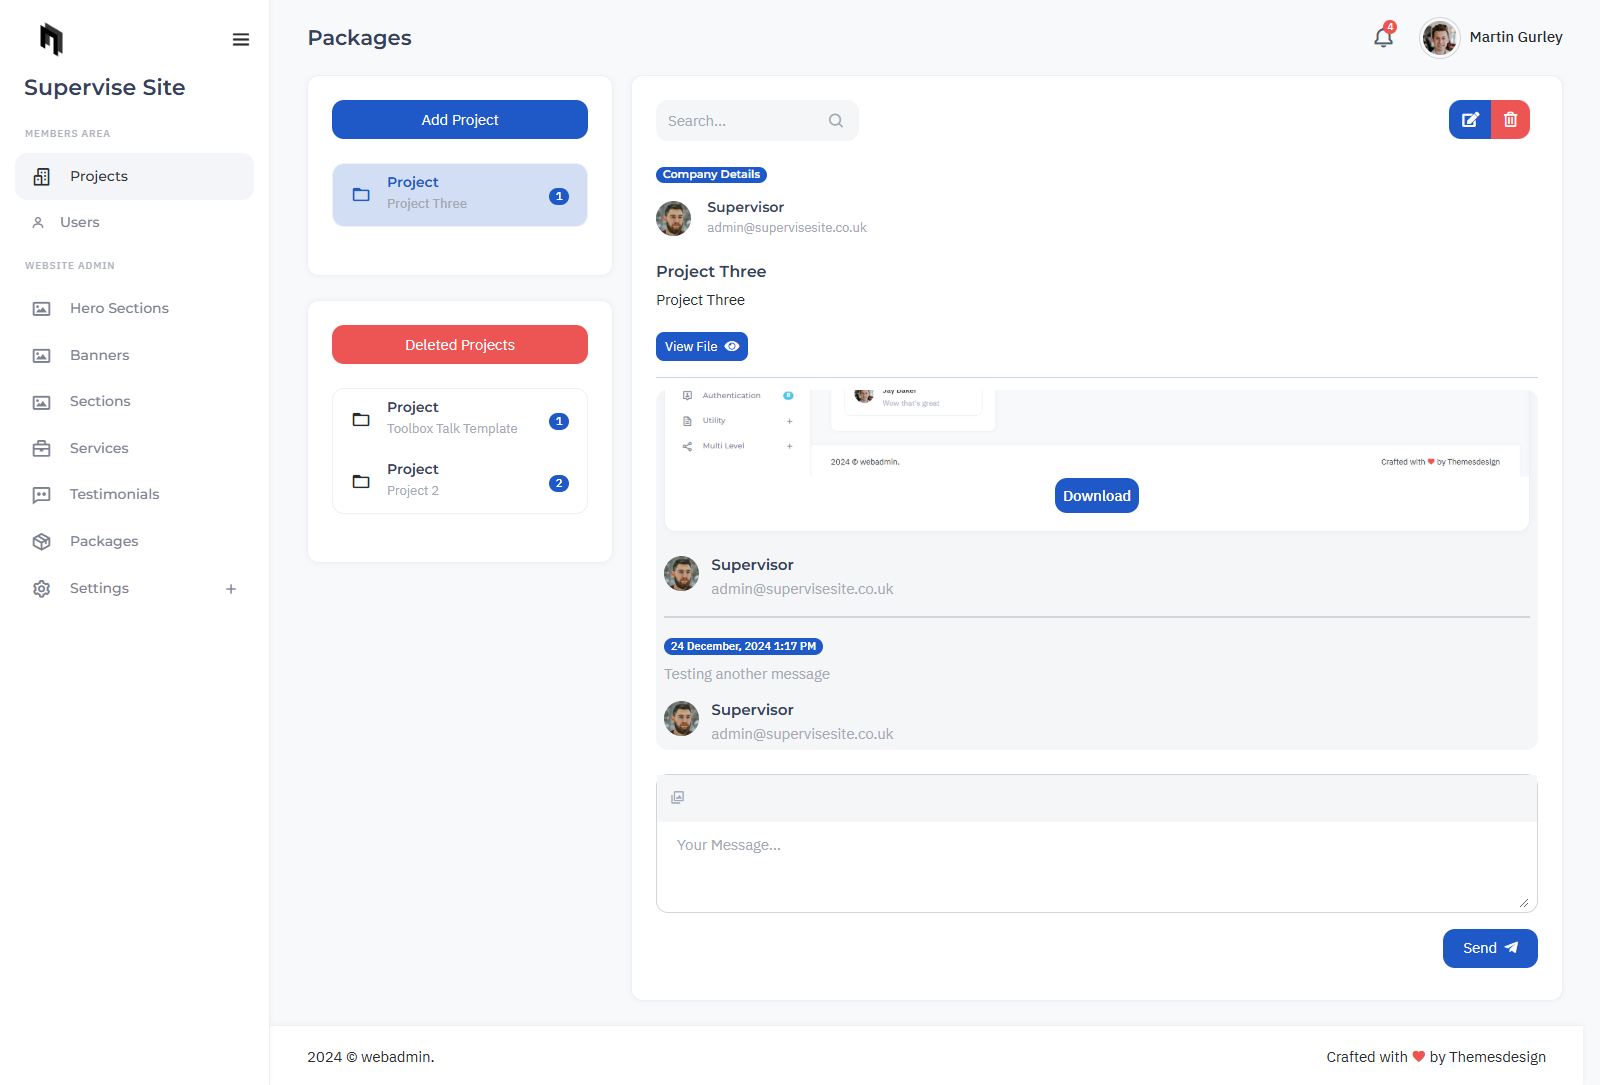 Supervise Site
MEMBERS AREA
Projects
Users
WEBSITE ADMIN
Hero Sections
Banners
Sections
Services
Testimonials
Packages
Settings
Packages
4
Martin Gurley
Add Project
Project
Project Three
1
Deleted Projects
Project
Toolbox Talk Template
1
Project
Project 2
2
Search...
Company Details
Supervisor
admin@supervisesite.co.uk
Project Three
Project Three
View File
Authentication
8
Jay Baker
Wow that's great
Utility
Multi Level
2024 © webadmin.
Crafted with ❤ by Themesdesign
Download
Supervisor
admin@supervisesite.co.uk
24 December, 2024 1:17 PM
Testing another message
Supervisor
admin@supervisesite.co.uk
Your Message...
Send
2024 © webadmin.
Crafted with ❤ by Themesdesign